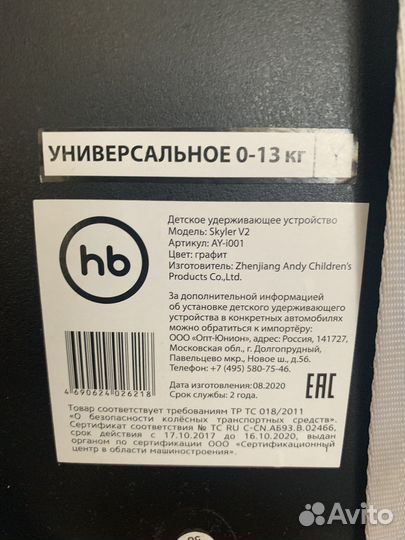 УНИВЕРСАЛЬНОЕ 0-13 кг
hb
Детское удерживающее устройство
Модель: Skyler V2
Артикул: AY-i001
Цвет: графит
Изготовитель: Zhenjiang Andy Children's
Products Co.,Ltd.
За дополнительной информацией
об установке детского удерживающего
устройства в конкретных автомобилях
можно обратиться к импортёру:
ООО «Опт-Юнион», адрес: Россия, 141727,
Московская обл., г. Долгопрудный,
Павельцево мкр., Новое ш., д.56.
Телефон: +7 (495) 580-75-46.
4 690624 026218
Дата изготовления: 08.2020
Срок службы: 2 года.
ЕАС
Товар соответствует требованиям ТР ТС 018/2011
«О безопасности колёсных транспортных средств».
Сертификат соответствия № ТС RU C-CN.АБ93.В.02466,
срок действия с 17.10.2017 до 16.10.2020, выдан
органом по сертификации ООО «Сертификационный
центр в области машиностроения».
Avito